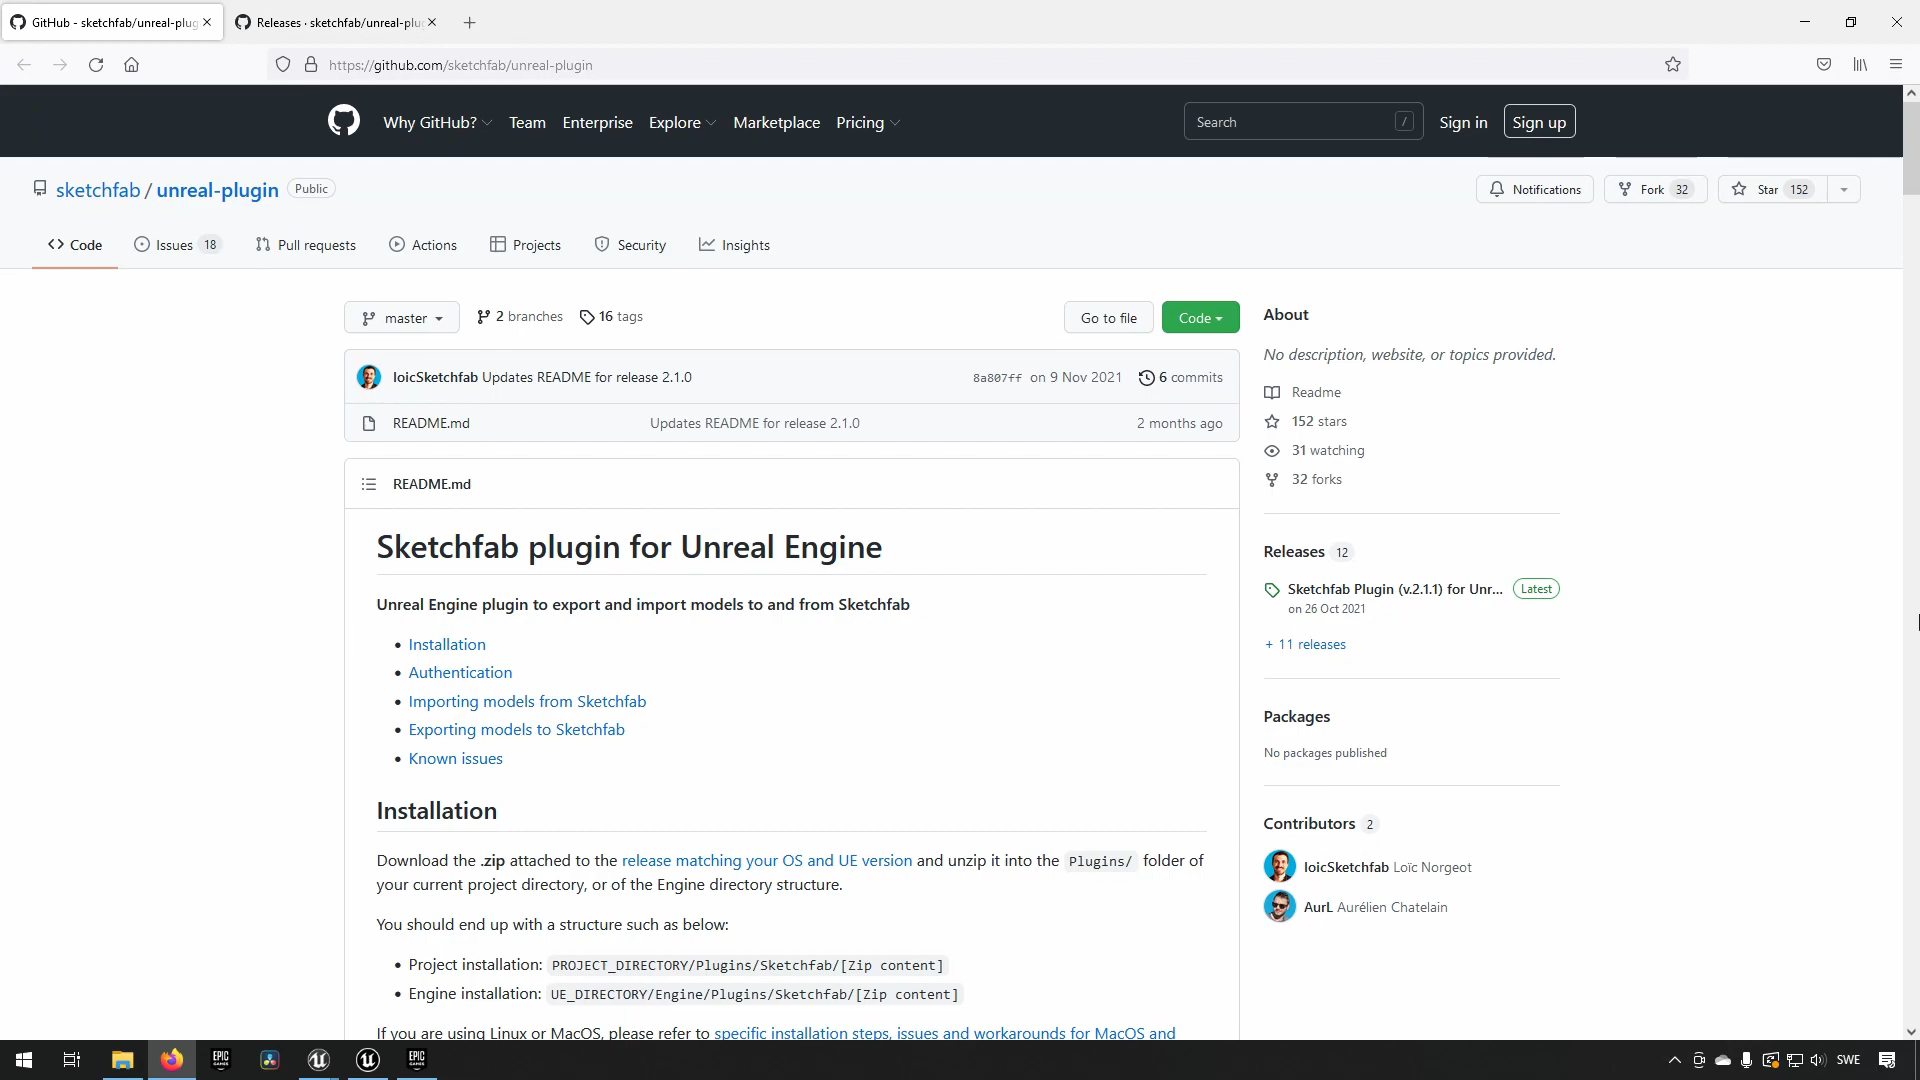 GitHub - sketchfab/unreal-plug
Releases · sketchfab/unreal-plu
https://github.com/sketchfab/unreal-plugin
Why GitHub? Team Enterprise Explore Marketplace Pricing
Search /
Sign in
Sign up
sketchfab / unreal-plugin Public
Notifications
Fork 32
Star 152
Code
Issues 18
Pull requests
Actions
Projects
Security
Insights
master
2 branches
16 tags
Go to file
Code
loicSketchfab Updates README for release 2.1.0
8a807ff on 9 Nov 2021
6 commits
README.md
Updates README for release 2.1.0
2 months ago
README.md
Sketchfab plugin for Unreal Engine
Unreal Engine plugin to export and import models to and from Sketchfab
• Installation
• Authentication
• Importing models from Sketchfab
• Exporting models to Sketchfab
• Known issues
Installation
Download the .zip attached to the release matching your OS and UE version and unzip it into the Plugins/ folder of
your current project directory, or of the Engine directory structure.
You should end up with a structure such as below:
• Project installation: PROJECT_DIRECTORY/Plugins/Sketchfab/[Zip content]
• Engine installation: UE_DIRECTORY/Engine/Plugins/Sketchfab/[Zip content]
If you are using Linux or MacOS, please refer to specific installation steps, issues and workarounds for MacOS and
About
No description, website, or topics provided.
Readme
152 stars
31 watching
32 forks
Releases 12
Sketchfab Plugin (v.2.1.1) for Unr... Latest
on 26 Oct 2021
+ 11 releases
Packages
No packages published
Contributors 2
loicSketchfab Loïc Norgeot
AurL Aurélien Chatelain
EPIC
GAMES
EPIC
GAMES
SWE